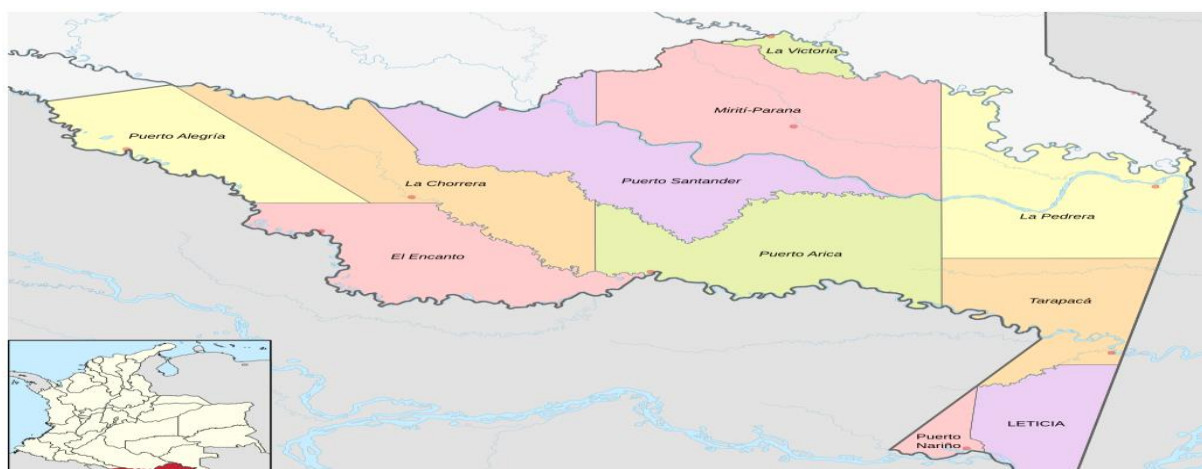 La Victoria
Mirití-Parana
Puerto Alegría
La Chorrera
Puerto Santander
La Pedrera
El Encanto
Puerto Arica
Tarapacá
LETICIA
Puerto
Nariño